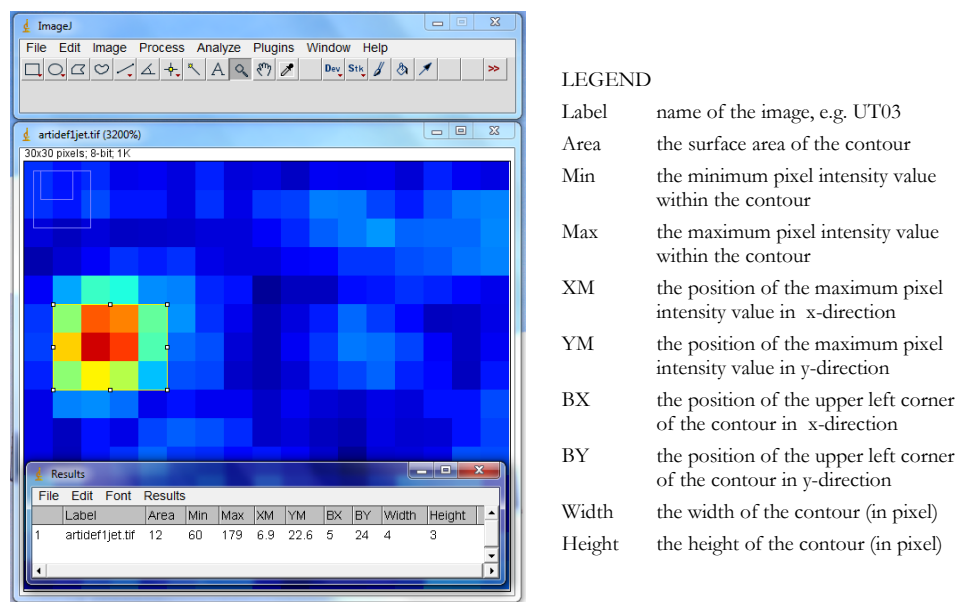 ImageJ
File Edit Image Process Analyze Plugins Window Help
A Dev Stk >>
artidef1jet.tif (3200%)
30x30 pixels; 8-bit; 1K
Results
File Edit Font Results
Label Area Min Max XM YM BX BY Width Height
1 artidef1jet.tif 12 60 179 6.9 22.6 5 24 4 3
LEGEND
Label name of the image, e.g. UT03
Area the surface area of the contour
Min the minimum pixel intensity value
within the contour
Max the maximum pixel intensity value
within the contour
XM the position of the maximum pixel
intensity value in x-direction
YM the position of the maximum pixel
intensity value in y-direction
BX the position of the upper left corner
of the contour in x-direction
BY the position of the upper left corner
of the contour in y-direction
Width the width of the contour (in pixel)
Height the height of the contour (in pixel)